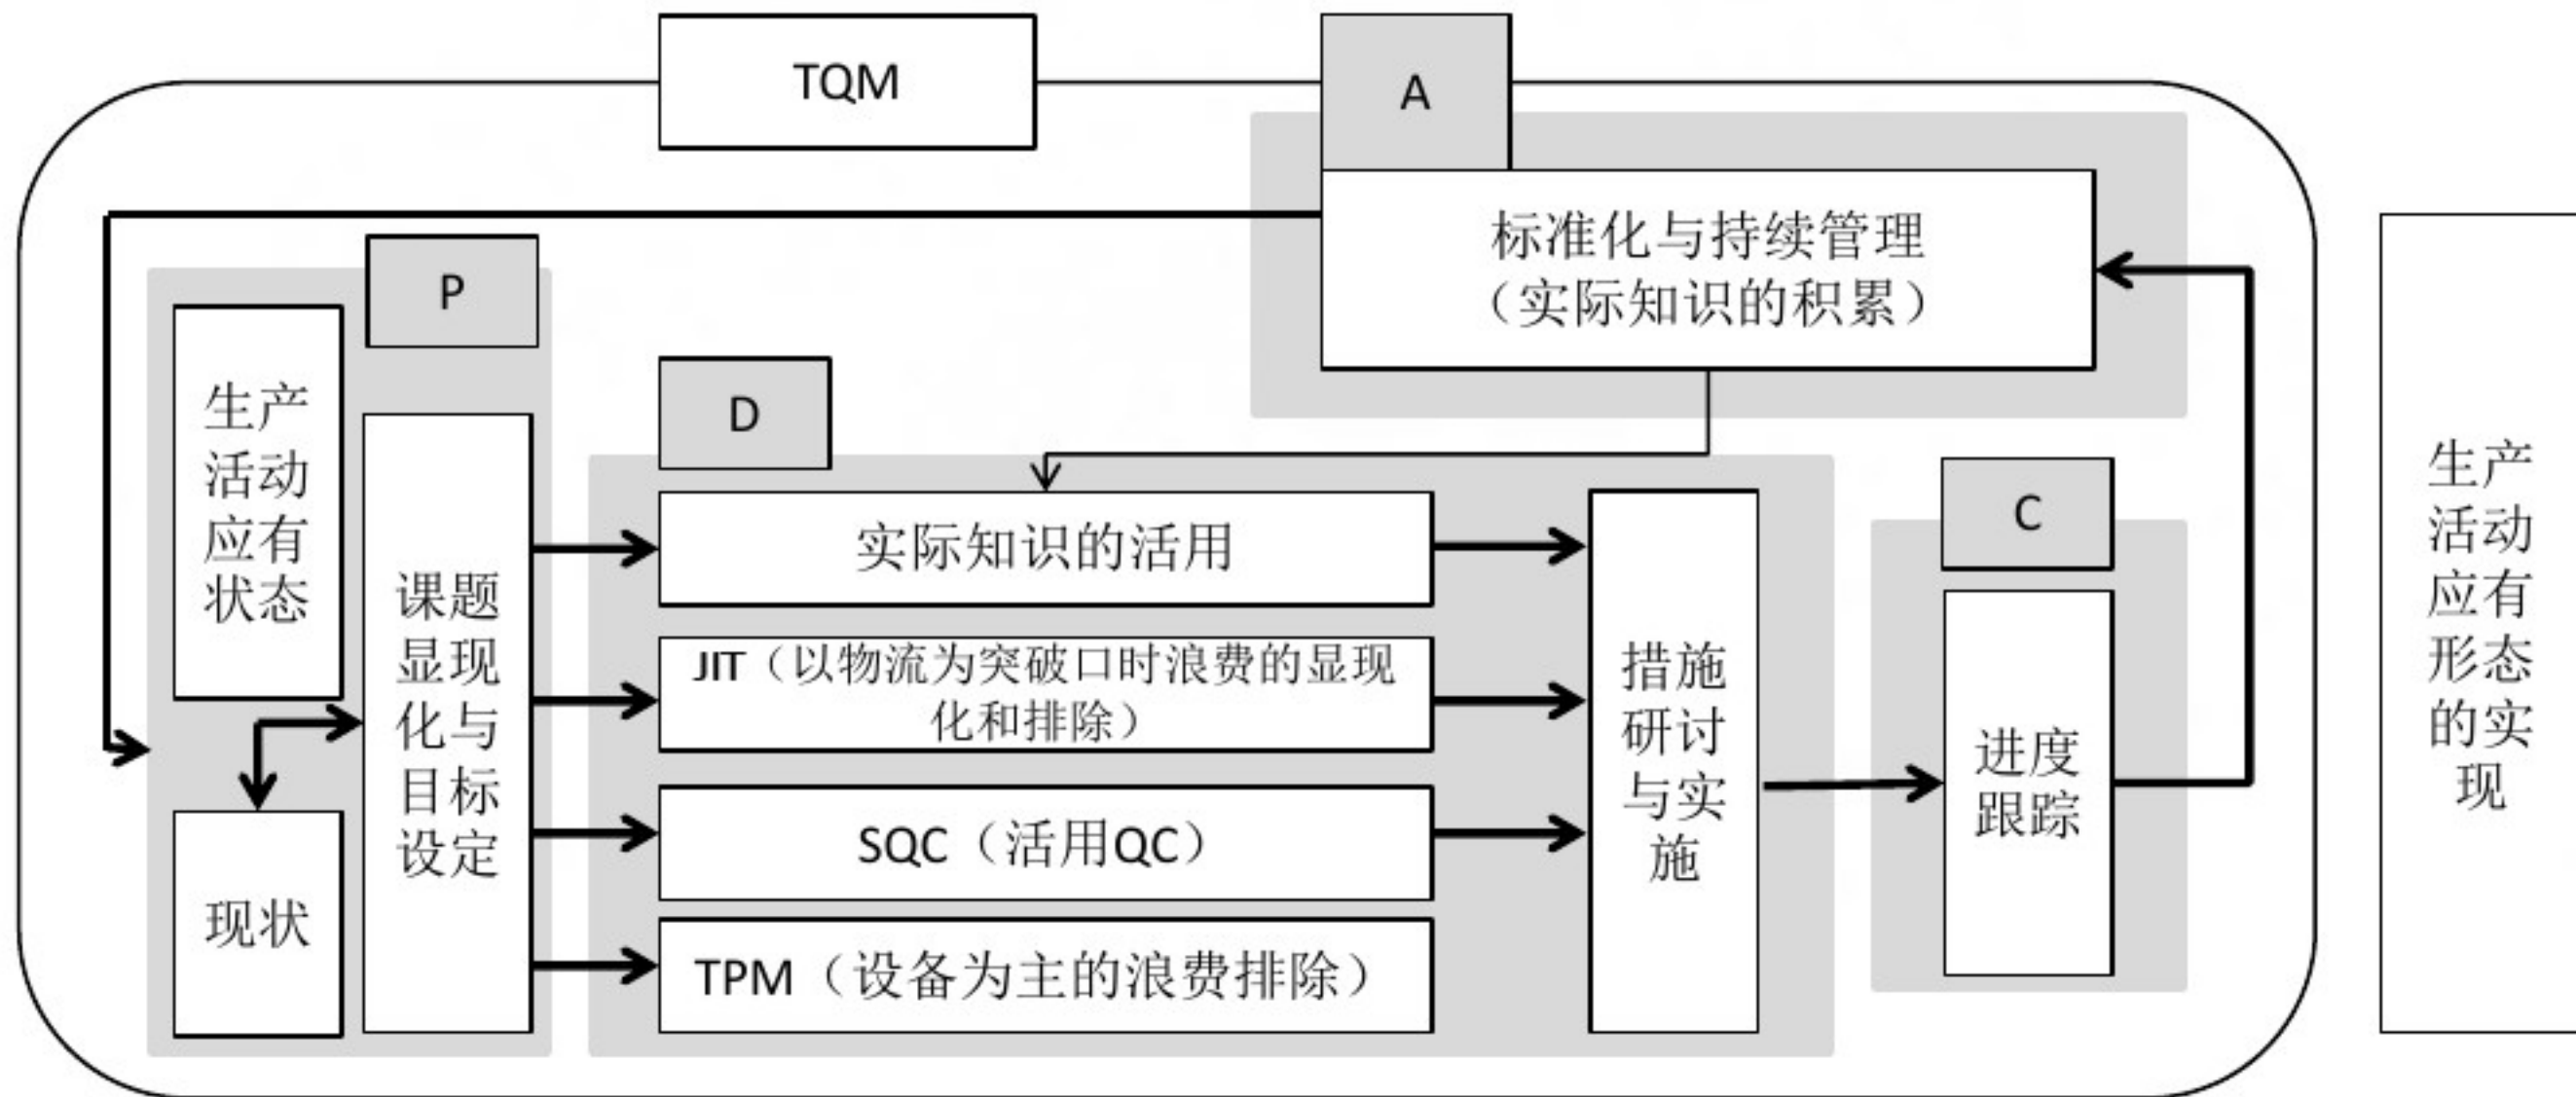 TQM
A
标准化与持续管理
（实际知识的积累）
P
生产
活动
应有
状态
现状
课题
显现
化与
目标
设定
D
实际知识的活用
JIT（以物流为突破口时浪费的显现
化和排除）
SQC（活用QC）
TPM（设备为主的浪费排除）
措施
研讨
与实
施
C
进度
跟踪
生产
活动
应有
形态
的实
现